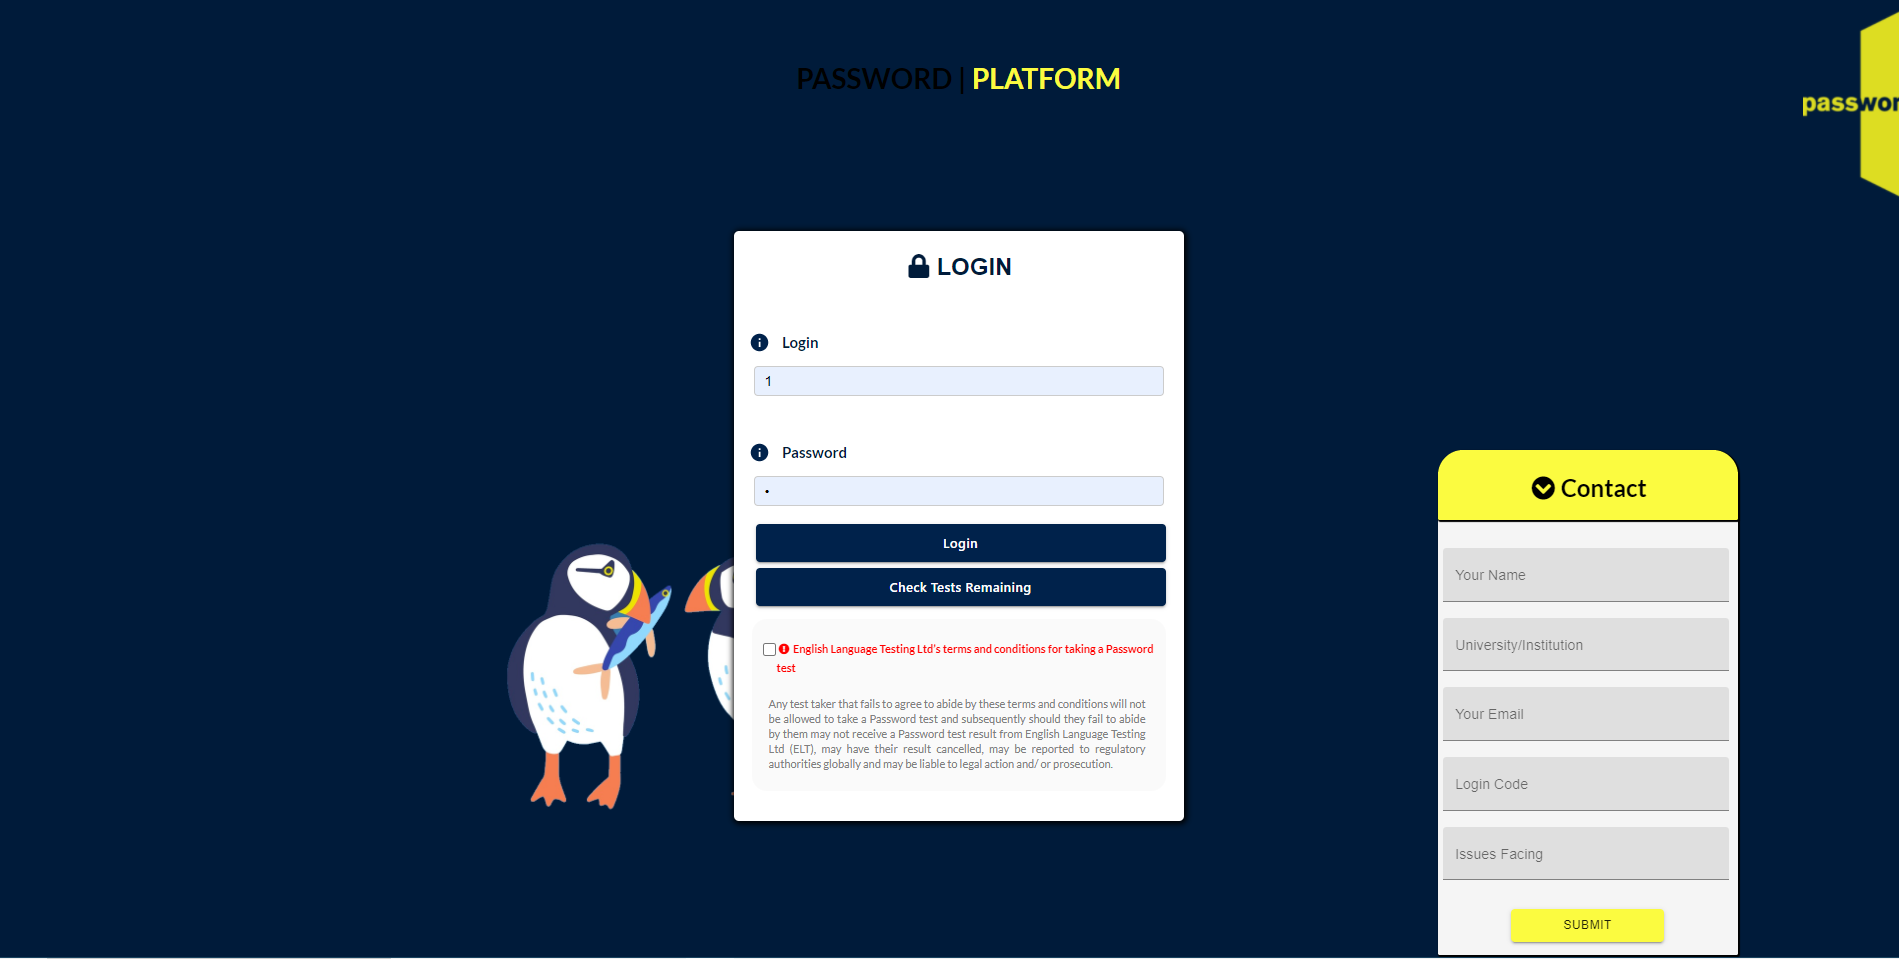 PASSWORD | PLATFORM
passwor
LOGIN
Login
1
Password
Login
Check Tests Remaining
English Language Testing Ltd's terms and conditions for taking a Password
test
Any test taker that fails to agree to abide by these terms and conditions will not
be allowed to take a Password test and subsequently should they fail to abide
by them may not receive a Password test result from English Language Testing
Ltd (ELT), may have their result cancelled, may be reported to regulatory
authorities globally and may be liable to legal action and/ or prosecution.
Contact
Your Name
University/Institution
Your Email
Login Code
Issues Facing
SUBMIT